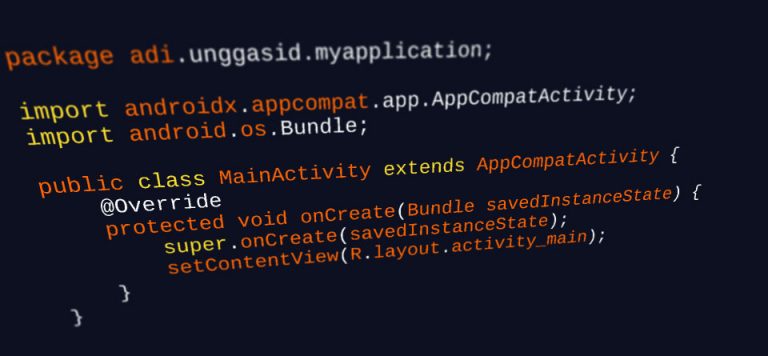 package adi.unggasid.myapplication;
import androidx.appcompat.app.AppCompatActivity;
import android.os.Bundle;
public class MainActivity extends AppCompatActivity {
@Override
protected void onCreate(Bundle savedInstanceState) {
super.onCreate(savedInstanceState);
setContentView(R.layout.activity_main);
}
}